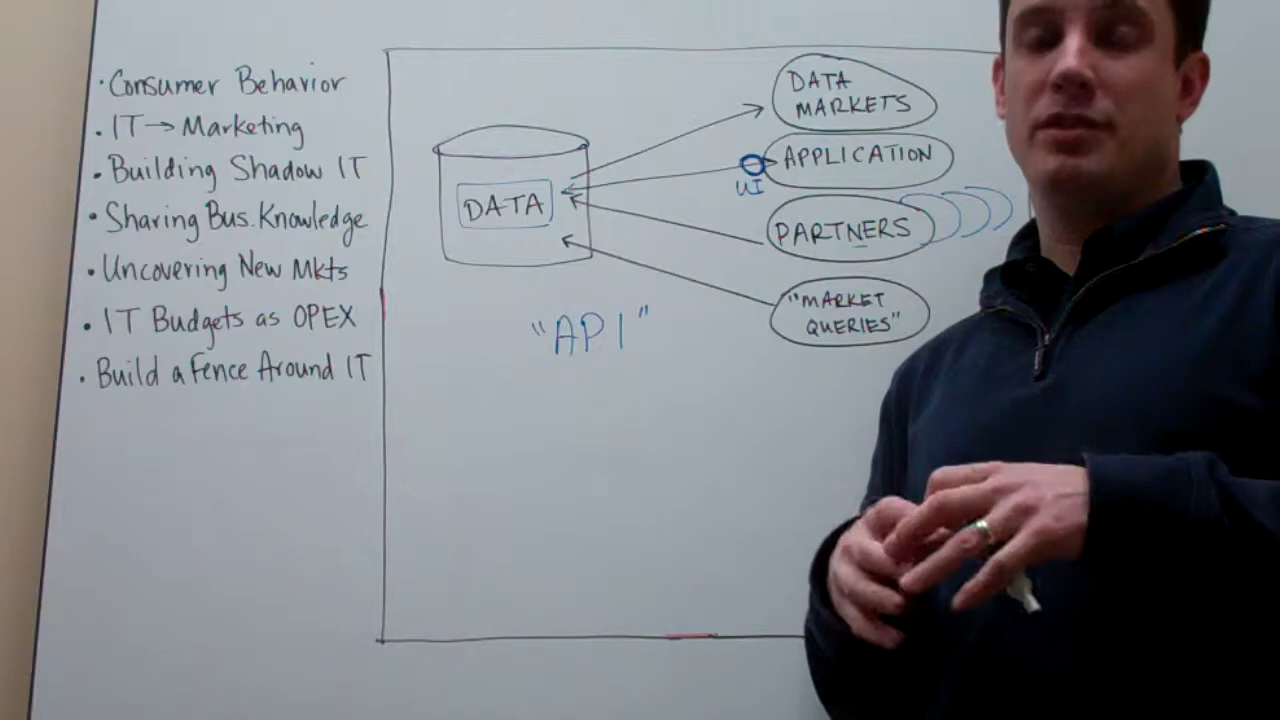 · Consumer Behavior
· IT → Marketing
· Building Shadow IT
· Sharing Bus. Knowledge
· Uncovering New Mkts
· IT Budgets as OPEX
· Build a Fence Around IT
DATA
"API"
DATA
MARKETS
APPLICATION
UI
PARTNERS
"MARKET
QUERIES"